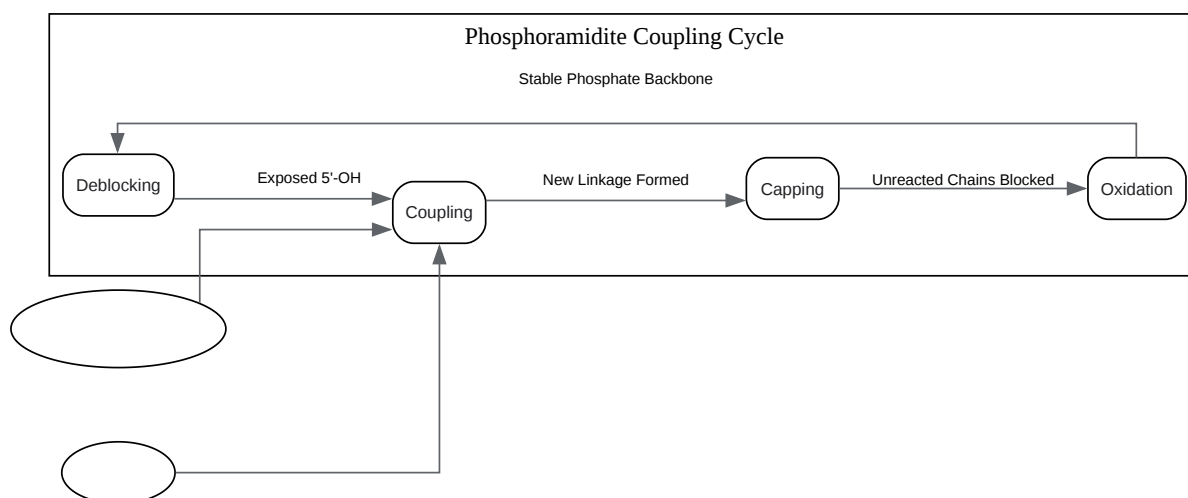 Phosphoramidite Coupling Cycle
Stable Phosphate Backbone
Deblocking
Exposed 5'-OH
Coupling
New Linkage Formed
Capping
Unreacted Chains Blocked
Oxidation